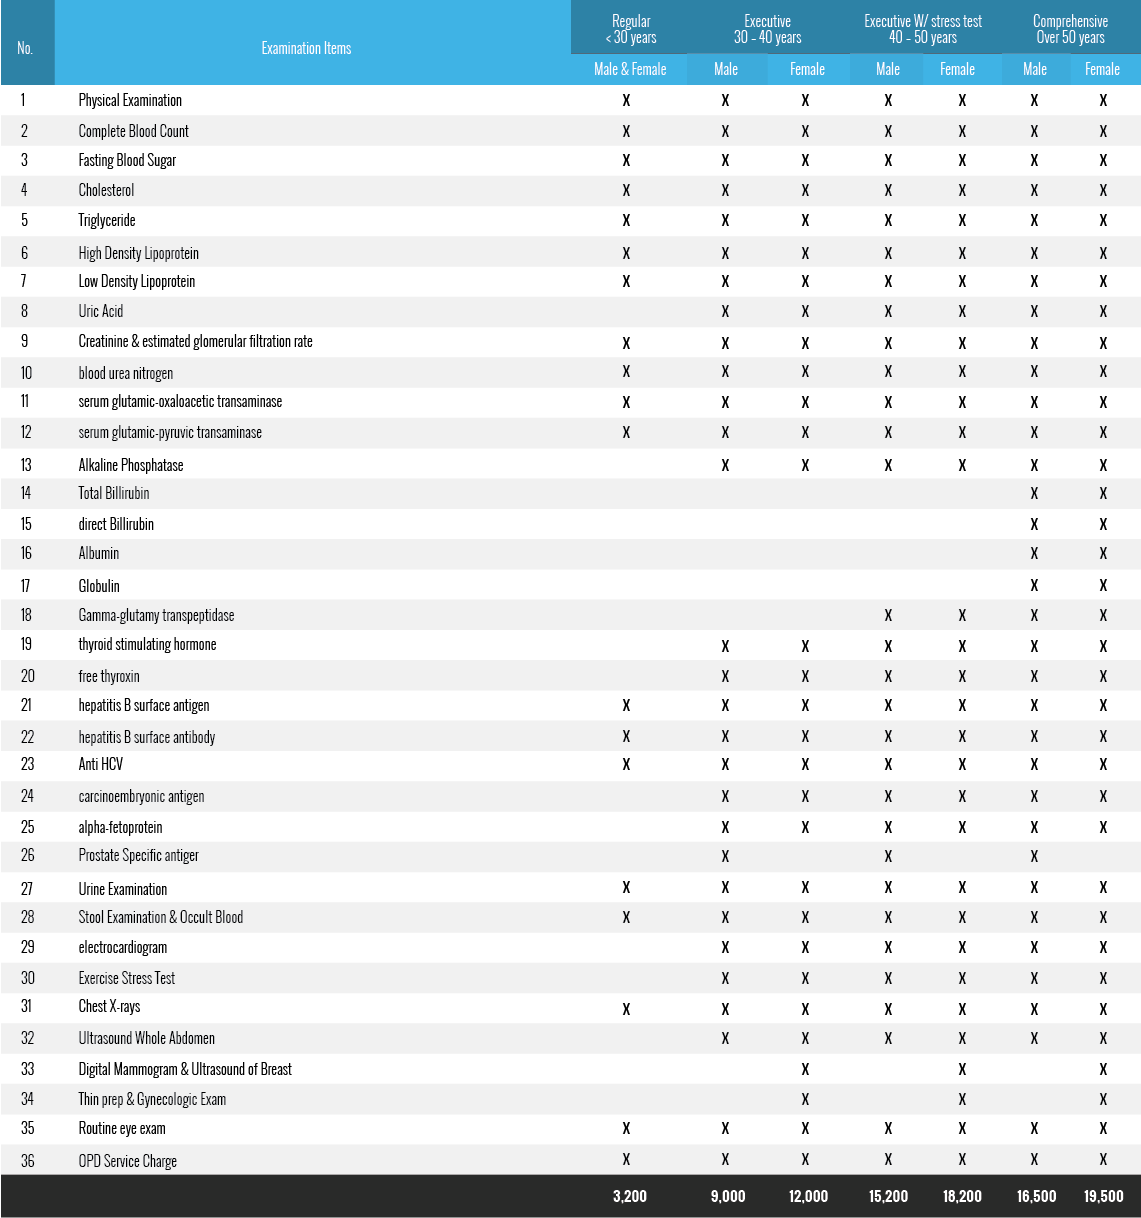 No. Examination Items Regular Executive Executive W/ stress test Comprehensive
< 30 years 30 – 40 years 40 – 50 years Over 50 years
Male & Female Male Female Male Female Male Female
1 Physical Examination X X X X X X X
2 Complete Blood Count X X X X X X X
3 Fasting Blood Sugar X X X X X X X
4 Cholesterol X X X X X X X
5 Triglyceride X X X X X X X
6 High Density Lipoprotein X X X X X X X
7 Low Density Lipoprotein X X X X X X X
8 Uric Acid X X X X X X
9 Creatinine & estimated glomerular filtration rate X X X X X X X
10 blood urea nitrogen X X X X X X X
11 serum glutamic-oxaloacetic transaminase X X X X X X X
12 serum glutamic-pyruvic transaminase X X X X X X X
13 Alkaline Phosphatase X X X X X X
14 Total Billirubin X X
15 direct Billirubin X X
16 Albumin X X
17 Globulin X X
18 Gamma-glutamy transpeptidase X X X X
19 thyroid stimulating hormone X X X X X X
20 free thyroxin X X X X X X
21 hepatitis B surface antigen X X X X X X X
22 hepatitis B surface antibody X X X X X X X
23 Anti HCV X X X X X X X
24 carcinoembryonic antigen X X X X X X
25 alpha-fetoprotein X X X X X X
26 Prostate Specific antiger X X X
27 Urine Examination X X X X X X X
28 Stool Examination & Occult Blood X X X X X X X
29 electrocardiogram X X X X X X
30 Exercise Stress Test X X X X X X
31 Chest X-rays X X X X X X X
32 Ultrasound Whole Abdomen X X X X X X
33 Digital Mammogram & Ultrasound of Breast X X X
34 Thin prep & Gynecologic Exam X X X
35 Routine eye exam X X X X X X X
36 OPD Service Charge X X X X X X X
3,200 9,000 12,000 15,200 18,200 16,500 19,500